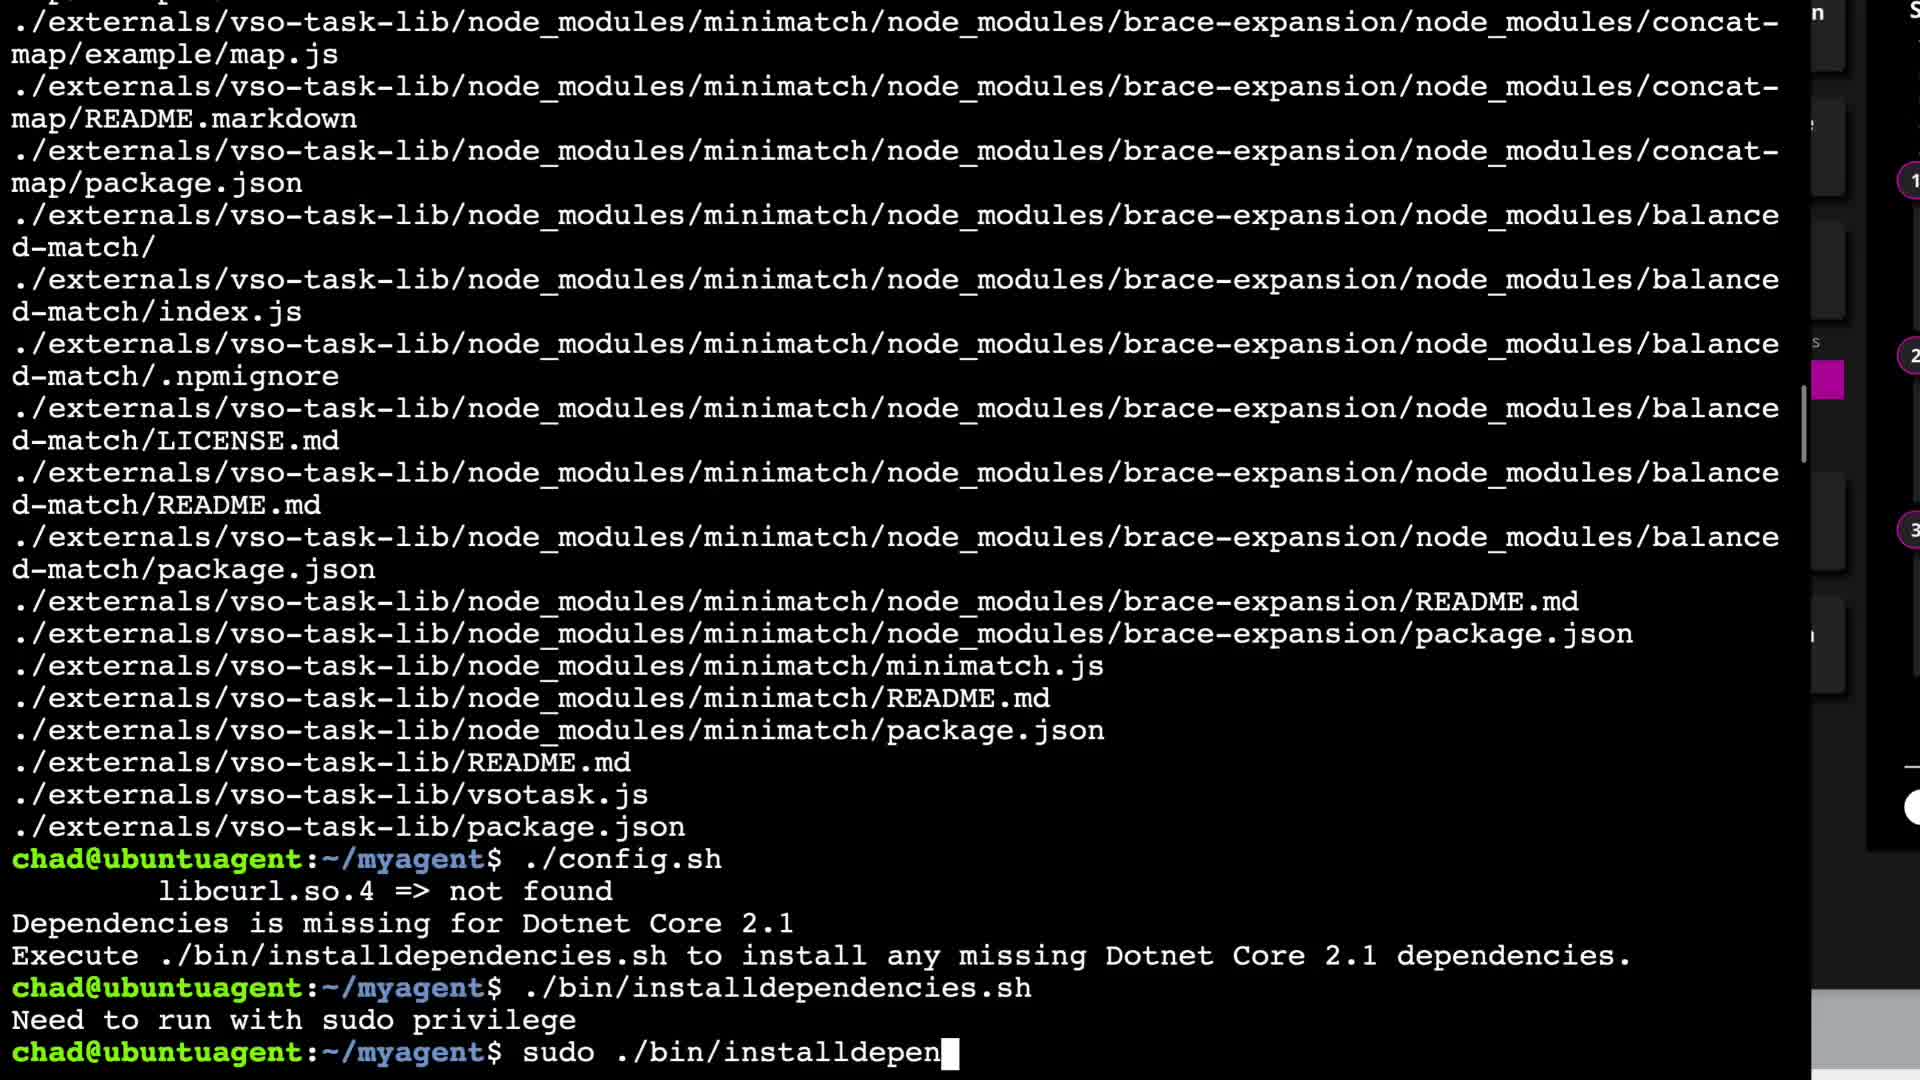 ./externals/vso-task-lib/node_modules/minimatch/node_modules/brace-expansion/node_modules/concat-
map/example/map.js
./externals/vso-task-lib/node_modules/minimatch/node_modules/brace-expansion/node_modules/concat-
map/README.markdown
./externals/vso-task-lib/node_modules/minimatch/node_modules/brace-expansion/node_modules/concat-
map/package.json
./externals/vso-task-lib/node_modules/minimatch/node_modules/brace-expansion/node_modules/balance
d-match/
./externals/vso-task-lib/node_modules/minimatch/node_modules/brace-expansion/node_modules/balance
d-match/index.js
./externals/vso-task-lib/node_modules/minimatch/node_modules/brace-expansion/node_modules/balance
d-match/.npmignore
./externals/vso-task-lib/node_modules/minimatch/node_modules/brace-expansion/node_modules/balance
d-match/LICENSE.md
./externals/vso-task-lib/node_modules/minimatch/node_modules/brace-expansion/node_modules/balance
d-match/README.md
./externals/vso-task-lib/node_modules/minimatch/node_modules/brace-expansion/node_modules/balance
d-match/package.json
./externals/vso-task-lib/node_modules/minimatch/node_modules/brace-expansion/README.md
./externals/vso-task-lib/node_modules/minimatch/node_modules/brace-expansion/package.json
./externals/vso-task-lib/node_modules/minimatch/minimatch.js
./externals/vso-task-lib/node_modules/minimatch/README.md
./externals/vso-task-lib/node_modules/minimatch/package.json
./externals/vso-task-lib/README.md
./externals/vso-task-lib/vsotask.js
./externals/vso-task-lib/package.json
chad@ubuntuagent:~/myagent$ ./config.sh
libcurl.so.4 => not found
Dependencies is missing for Dotnet Core 2.1
Execute ./bin/installdependencies.sh to install any missing Dotnet Core 2.1 dependencies.
chad@ubuntuagent:~/myagent$ ./bin/installdependencies.sh
Need to run with sudo privilege
chad@ubuntuagent:~/myagent$ sudo ./bin/installdepen
1
2
3